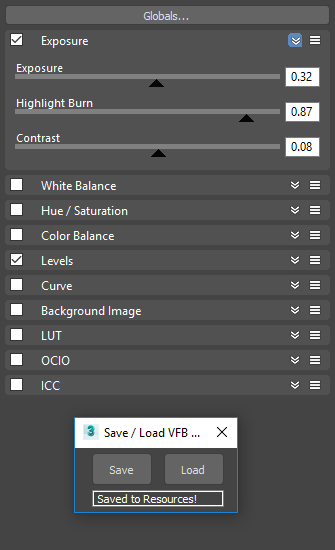 Globals...
Exposure
Exposure
0.32
Highlight Burn
0.87
Contrast
0.08
White Balance
Hue / Saturation
Color Balance
Levels
Curve
Background Image
LUT
OCIO
ICC
3 Save / Load VFB ...
Save Load
Saved to Resources!